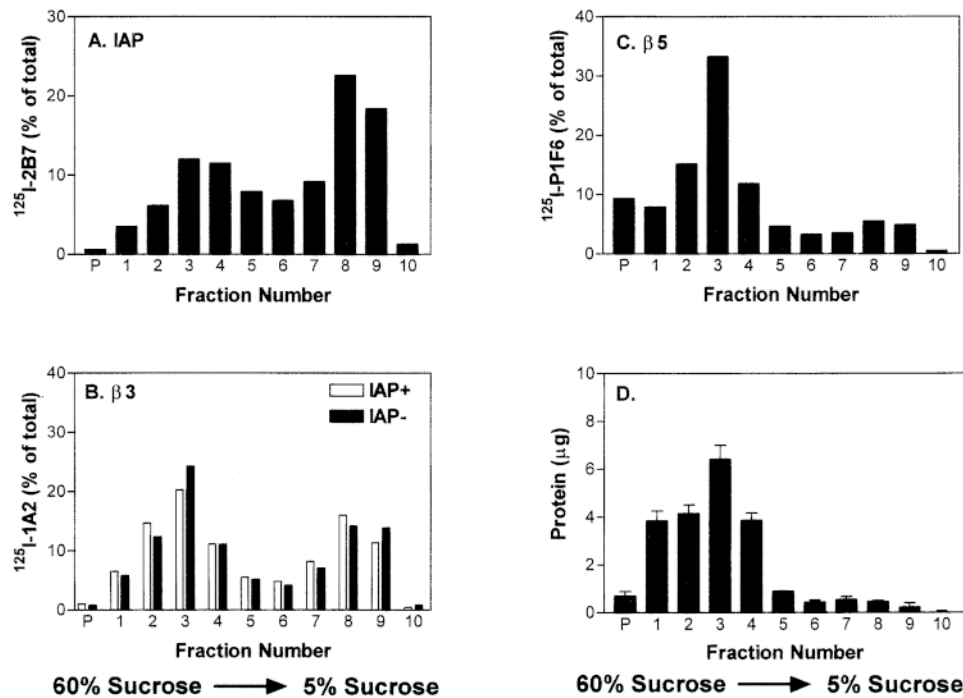 A. IAP
¹²⁵I-2B7 (% of total)
30
20
10
0
P 1 2 3 4 5 6 7 8 9 10
Fraction Number
C. β5
¹²⁵I-P1F6 (% of total)
40
30
20
10
0
P 1 2 3 4 5 6 7 8 9 10
Fraction Number
B. β3
IAP+
IAP-
¹²⁵I-1A2 (% of total)
40
30
20
10
0
P 1 2 3 4 5 6 7 8 9 10
Fraction Number
60% Sucrose → 5% Sucrose
D.
Protein (μg)
10
8
6
4
2
0
P 1 2 3 4 5 6 7 8 9 10
Fraction Number
60% Sucrose → 5% Sucrose